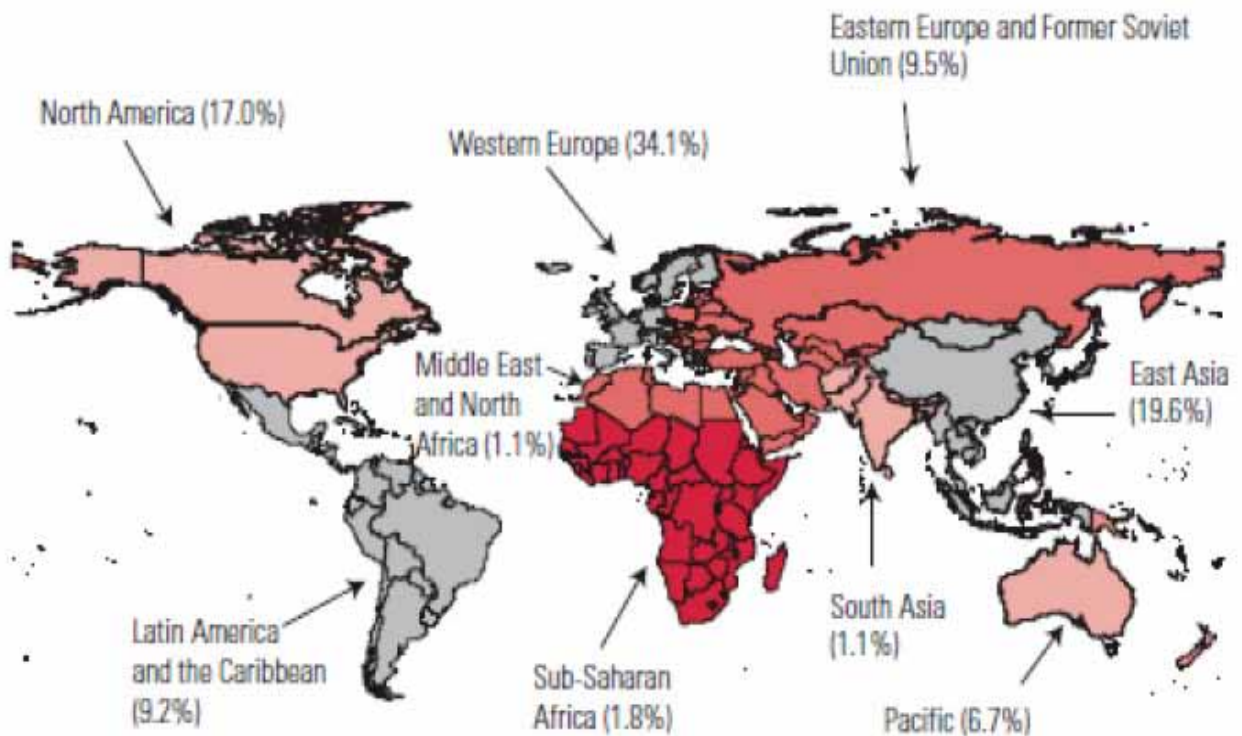 Eastern Europe and Former Soviet
Union (9.5%)
North America (17.0%)
Western Europe (34.1%)
Middle East
and North
Africa (1.1%)
East Asia
(19.6%)
South Asia
(1.1%)
Latin America
and the Caribbean
(9.2%)
Sub-Saharan
Africa (1.8%)
Pacific (6.7%)